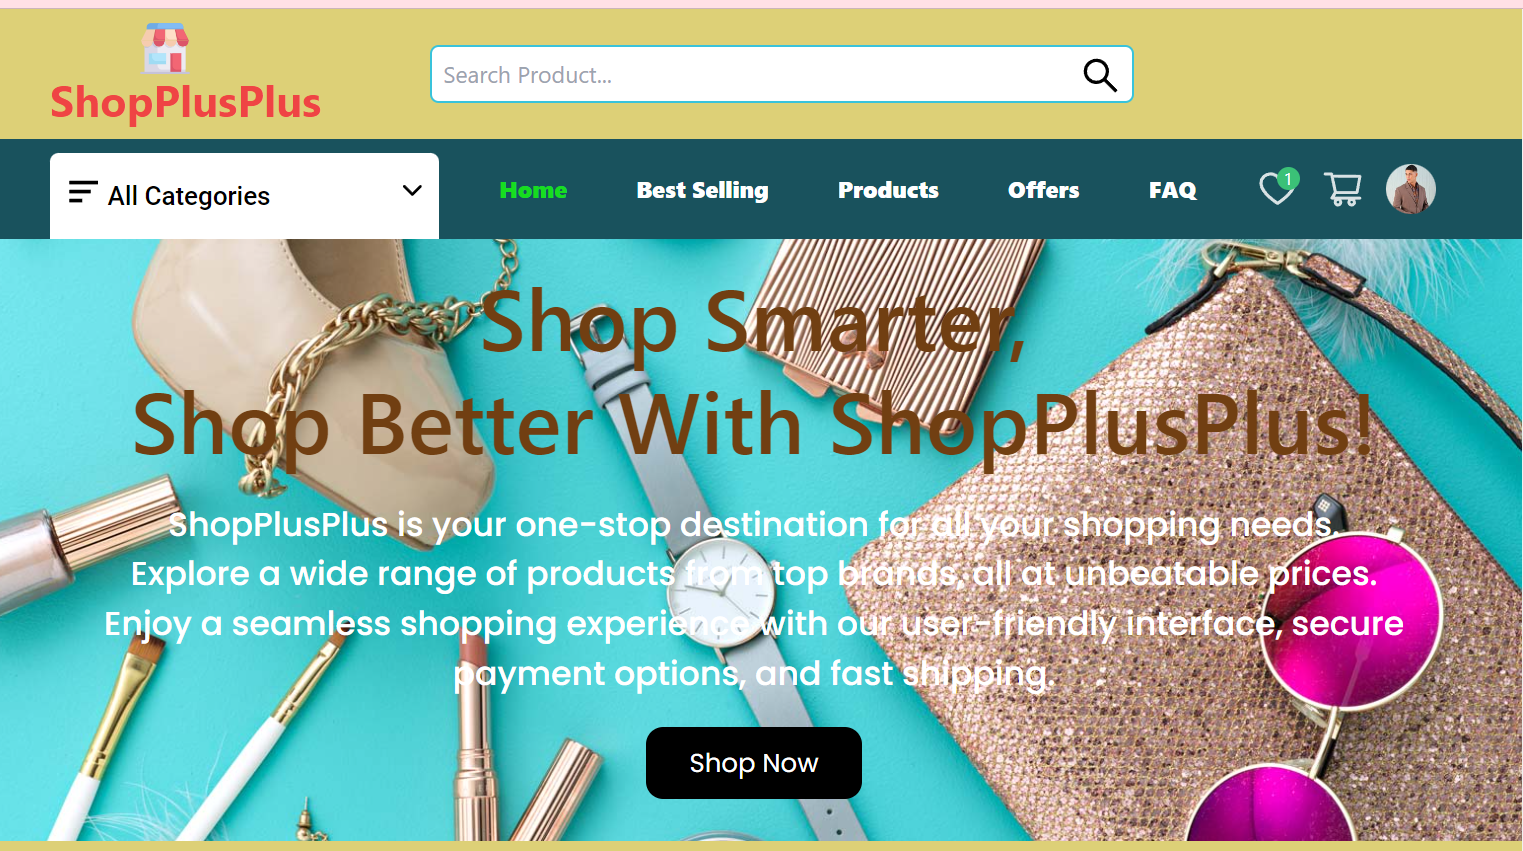 ShopPlusPlus
Search Product...
All Categories
Home
Best Selling
Products
Offers
FAQ
1
Shop Smarter,
Shop Better With ShopPlusPlus!
ShopPlusPlus is your one-stop destination for all your shopping needs.
Explore a wide range of products from top brands, all at unbeatable prices.
Enjoy a seamless shopping experience with our user-friendly interface, secure
payment options, and fast shipping.
Shop Now